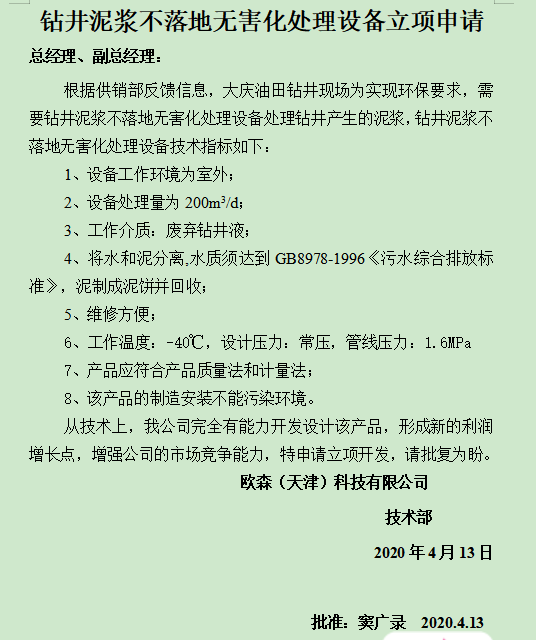 钻井泥浆不落地无害化处理设备立项申请
总经理、副总经理：
根据供销部反馈信息，大庆油田钻井现场为实现环保要求，需
要钻井泥浆不落地无害化处理设备处理钻井产生的泥浆，钻井泥浆不
落地无害化处理设备技术指标如下：
1、设备工作环境为室外；
2、设备处理量为 200m³/d；
3、工作介质：废弃钻井液；
4、将水和泥分离,水质须达到 GB8978-1996《污水综合排放标
准》，泥制成泥饼并回收；
5、维修方便；
6、工作温度：-40℃，设计压力：常压，管线压力：1.6MPa
7、产品应符合产品质量法和计量法；
8、该产品的制造安装不能污染环境。
从技术上，我公司完全有能力开发设计该产品，形成新的利润
增长点，增强公司的市场竞争能力，特申请立项开发，请批复为盼。
欧森（天津）科技有限公司
技术部
2020 年 4 月 13 日
批准：窦广录 2020.4.13